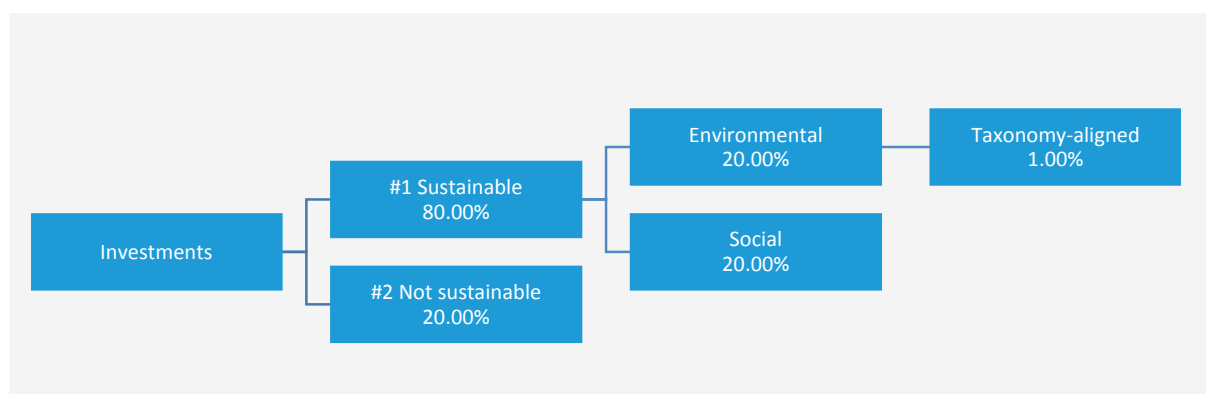 Investments
#1 Sustainable
80.00%
#2 Not sustainable
20.00%
Environmental
20.00%
Social
20.00%
Taxonomy-aligned
1.00%